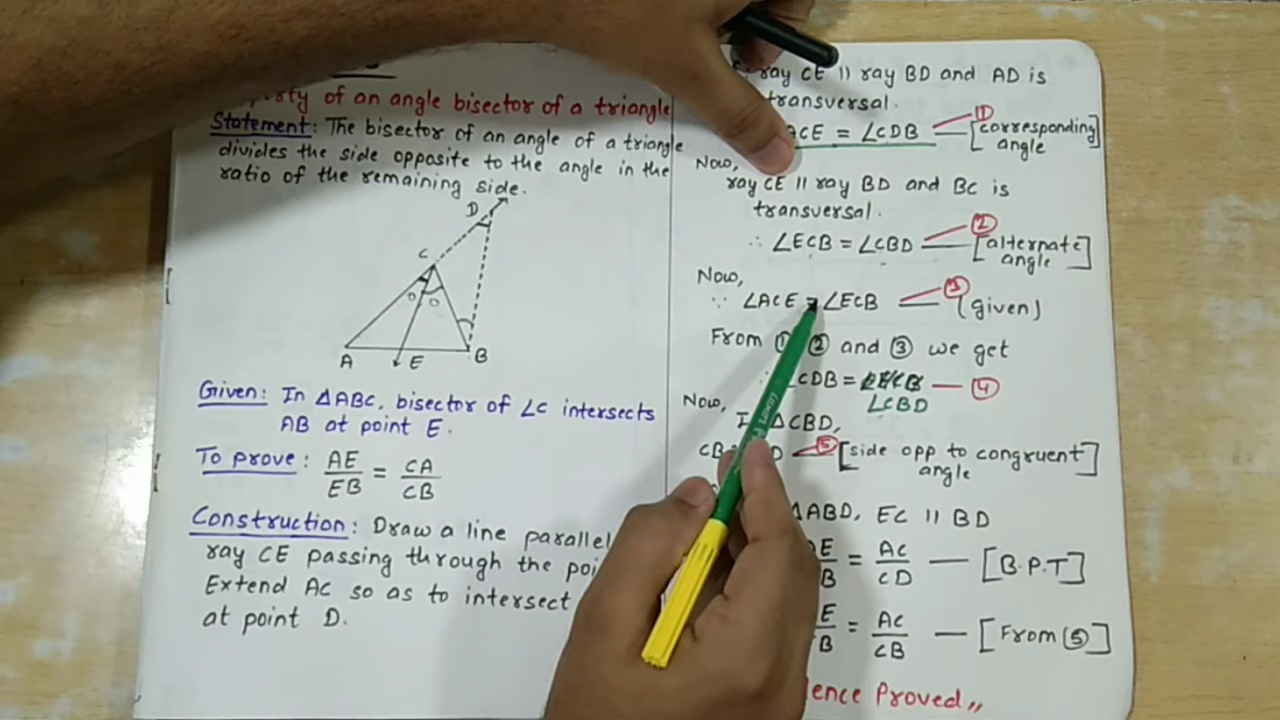 of an angle bisector of a triangle
Statement: The bisector of an angle of a triangle
divides the side opposite to the angle in the
ratio of the remaining side.
D
C
A
E
B
Given: In △ABC, bisector of ∠C intersects
AB at point E.
To prove: AE/EB = CA/CB
Construction: Draw a line parallel
ray CE passing through the
Extend AC so as to intersect
at point D.
ray CE || ray BD and AD is
transversal.
ACE = ∠CDB — ① [corresponding angle]
Now,
ray CE || ray BD and BC is
transversal.
∴ ∠ECB = ∠CBD — ② [alternate angle]
Now,
∵ ∠ACE = ∠ECB — ③ (given)
From ① ② and ③ we get
∠CDB = — ④
∠CBD
Now,
△CBD,
CB D — ⑤ [side opp to congruent angle]
△ABD, EC || BD
E/B = AC/CD — [B.P.T]
E/B = AC/CB — [From ⑤]
ence Proved,,